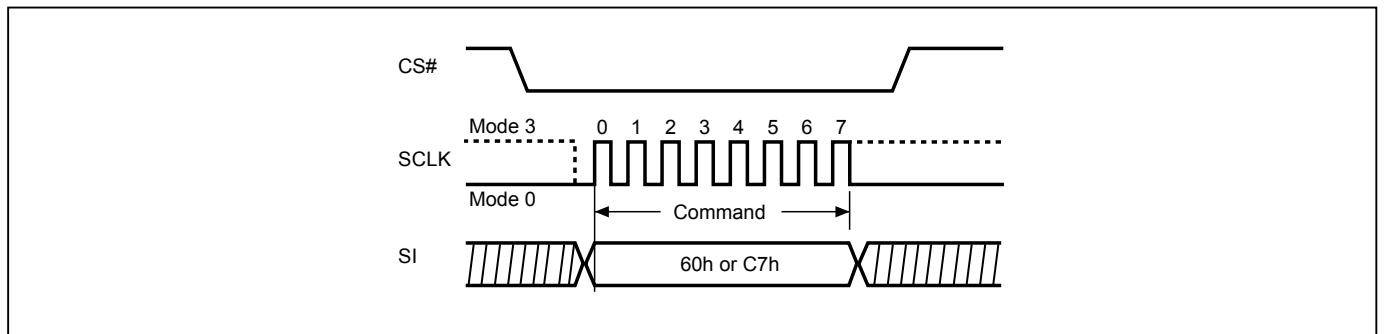 CS#
Mode 3
0 1 2 3 4 5 6 7
SCLK
Mode 0
Command
SI
60h or C7h